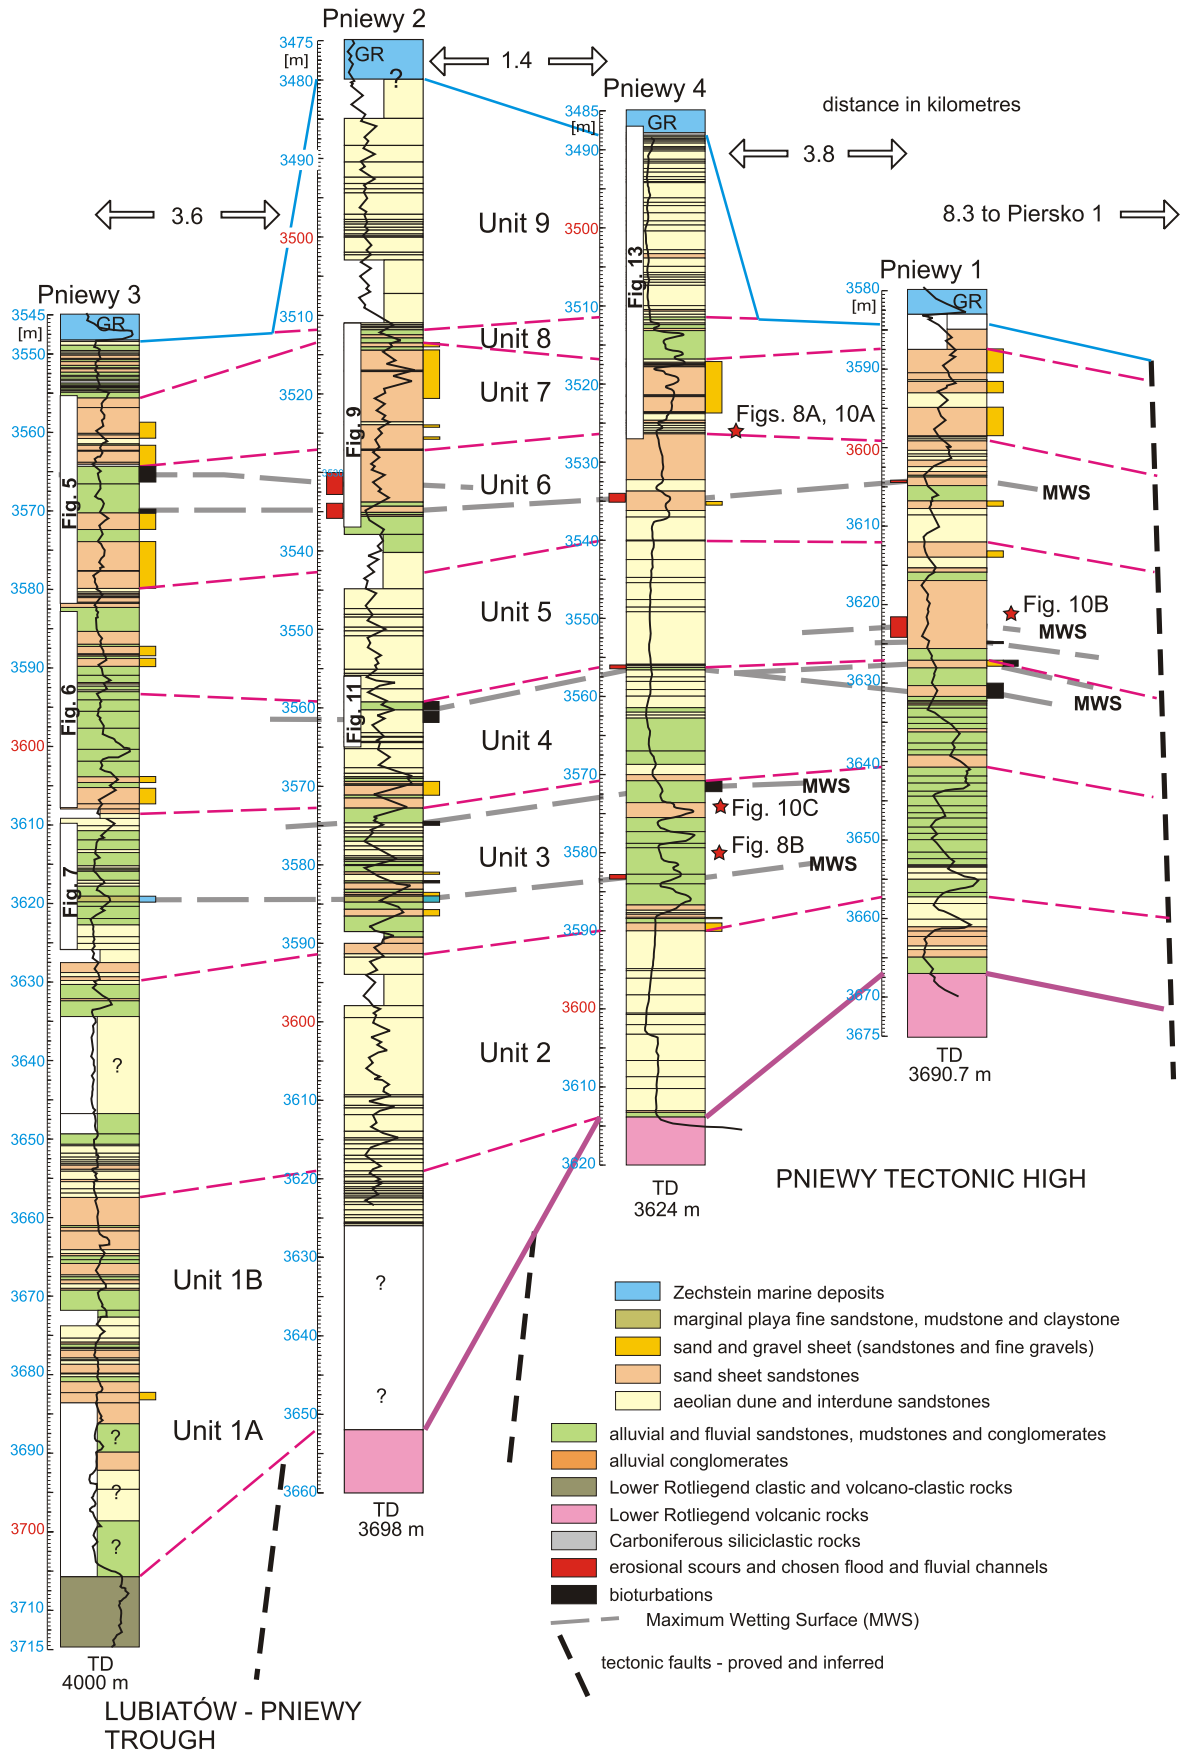 Pniewy 2
3475
[m]
GR
3480
?
3490
3500
3510
3520
3530
3540
3550
3560
3570
3580
3590
3600
3610
3620
3630
3640
3650
3660
Fig. 9
Fig. 11
?
?
TD
3698 m
1.4
Pniewy 4
3485
[m]
GR
3490
3500
3510
3520
3530
3540
3550
3560
3570
3580
3590
3600
3610
3620
Fig. 13
TD
3624 m
distance in kilometres
3.8
3.6
8.3 to Piersko 1
Pniewy 1
3580
[m]
GR
3590
3600
3610
3620
3630
3640
3650
3660
3670
3675
TD
3690.7 m
Pniewy 3
3545
[m]
GR
3550
3560
3570
3580
3590
3600
3610
3620
3630
3640
3650
3660
3670
3680
3690
3700
3710
3715
Fig. 5
Fig. 6
Fig. 7
?
?
?
?
TD
4000 m
Unit 9
Unit 8
Unit 7
Unit 6
Unit 5
Unit 4
Unit 3
Unit 2
Unit 1B
Unit 1A
Figs. 8A, 10A
MWS
Fig. 10B
MWS
MWS
MWS
Fig. 10C
Fig. 8B
MWS
PNIEWY TECTONIC HIGH
LUBIATÓW - PNIEWY
TROUGH
Zechstein marine deposits
marginal playa fine sandstone, mudstone and claystone
sand and gravel sheet (sandstones and fine gravels)
sand sheet sandstones
aeolian dune and interdune sandstones
alluvial and fluvial sandstones, mudstones and conglomerates
alluvial conglomerates
Lower Rotliegend clastic and volcano-clastic rocks
Lower Rotliegend volcanic rocks
Carboniferous siliciclastic rocks
erosional scours and chosen flood and fluvial channels
bioturbations
Maximum Wetting Surface (MWS)
tectonic faults - proved and inferred